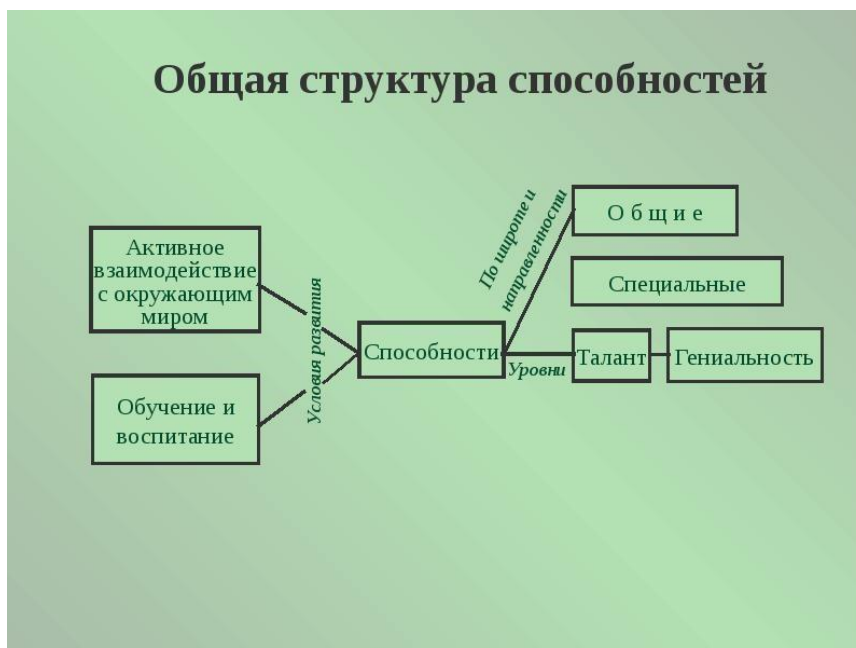 Общая структура способностей
Активное
взаимодействие
с окружающим
миром
Обучение и
воспитание
Условия развития
Способности
По широте и
направленности
Уровни
О б щ и е
Специальные
Талант
Гениальность